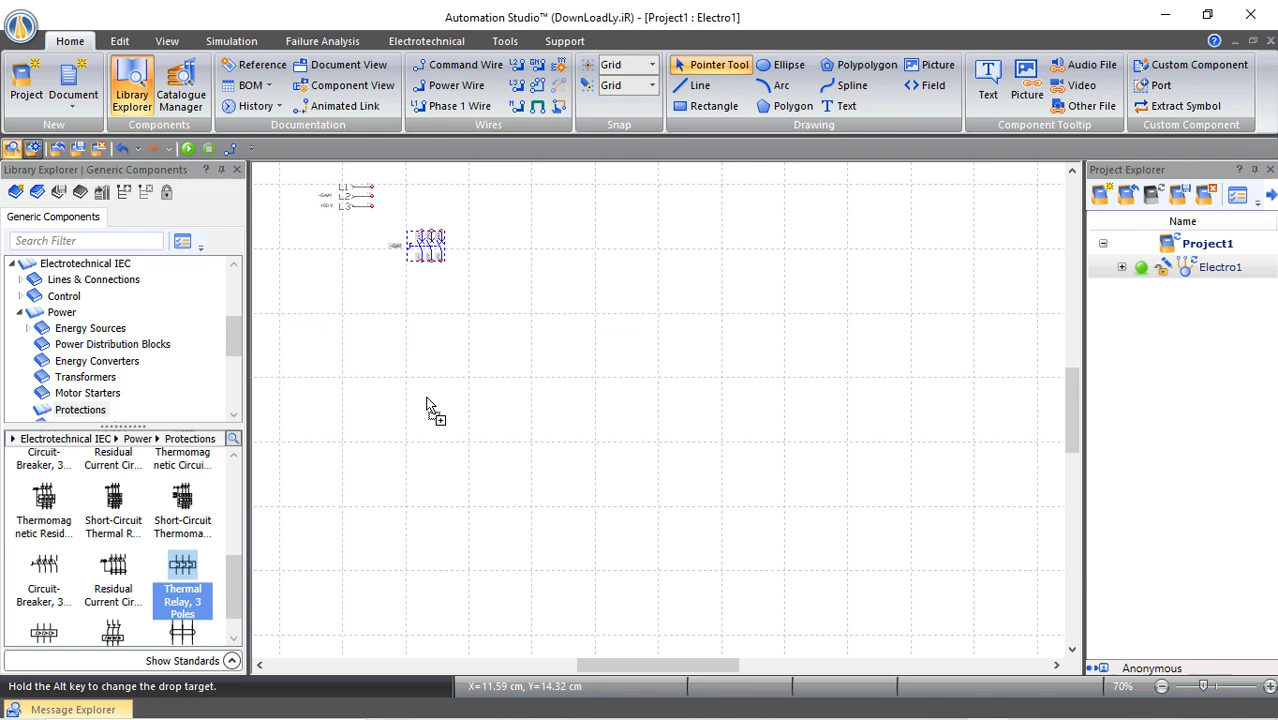 Automation Studio™ (DownLoadly.iR) - [Project1 : Electro1]
Home Edit View Simulation Failure Analysis Electrotechnical Tools Support
Reference Document View Command Wire Grid Pointer Tool Ellipse Polypolygon Picture Audio File Custom Component
Project Document Library Explorer Catalogue Manager BOM Component View Power Wire Grid Line Arc Spline Field Text Picture Video Port
History Animated Link Phase 1 Wire Rectangle Polygon Text Other File Extract Symbol
New Components Documentation Wires Snap Drawing Component Tooltip Custom Component
Library Explorer | Generic Components
Project Explorer
Generic Components
Search Filter
Name
Project1
Electro1
Electrotechnical IEC
Lines & Connections
Control
Power
Energy Sources
Power Distribution Blocks
Energy Converters
Transformers
Motor Starters
Protections
Electrotechnical IEC Power Protections
Circuit-Breaker, 3... Residual Current Cir... Thermomagnetic Circui...
Thermomagnetic Resid... Short-Circuit Thermal R... Short-Circuit Thermoma...
Circuit-Breaker, 3... Residual Current Cir... Thermal Relay, 3 Poles
Show Standards
L1
L2
400 V L3
Anonymous
Hold the Alt key to change the drop target.
X=11.59 cm, Y=14.32 cm
70%
Message Explorer